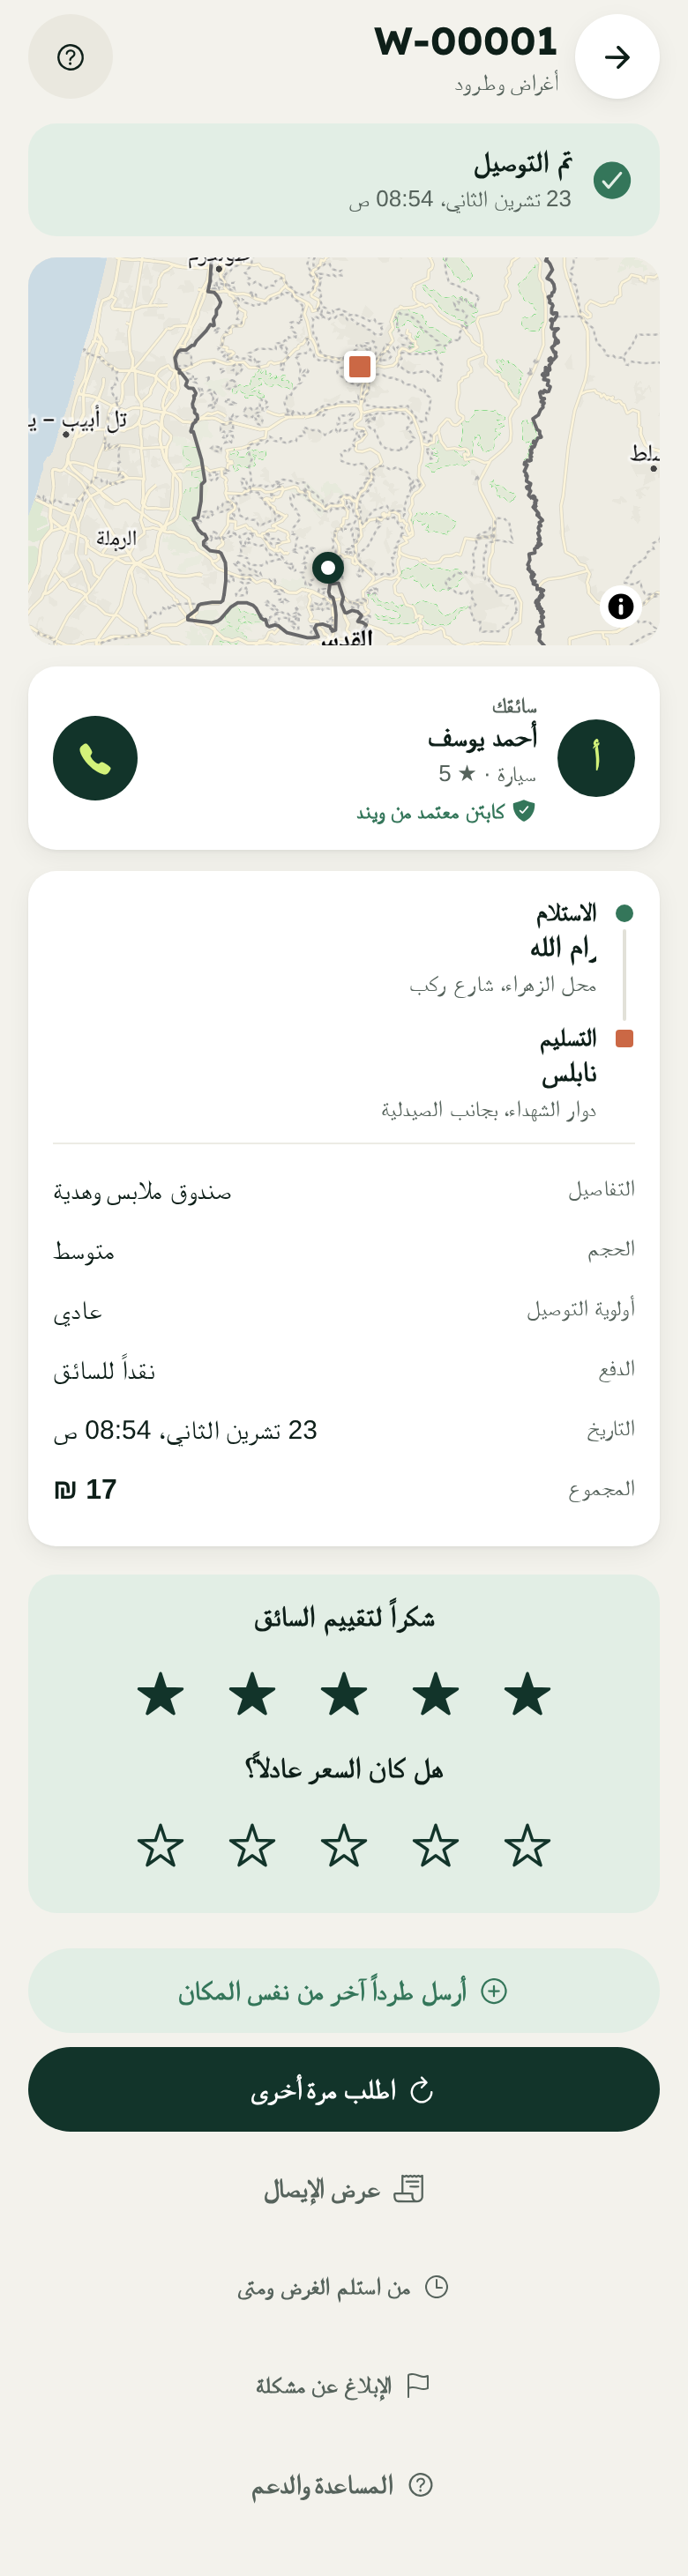 W-00001
أغراض وطرود
تم التوصيل
23 تشرين الثاني، 08:54 ص
تل أبيب – ي
الرملة
القدس
سائقك
أ
أحمد يوسف
سيارة · ★ 5
كابتن معتمد من ويند
الاستلام
رام الله
محل الزهراء، شارع ركب
التسليم
نابلس
دوار الشهداء، بجانب الصيدلية
التفاصيل صندوق ملابس وهدية
الحجم متوسط
أولوية التوصيل عادي
الدفع نقداً للسائق
التاريخ 23 تشرين الثاني، 08:54 ص
المجموع 17 ₪
شكراً لتقييم السائق
هل كان السعر عادلاً؟
أرسل طرداً آخر من نفس المكان
اطلب مرة أخرى
عرض الإيصال
من استلم الغرض ومتى
الإبلاغ عن مشكلة
المساعدة والدعم